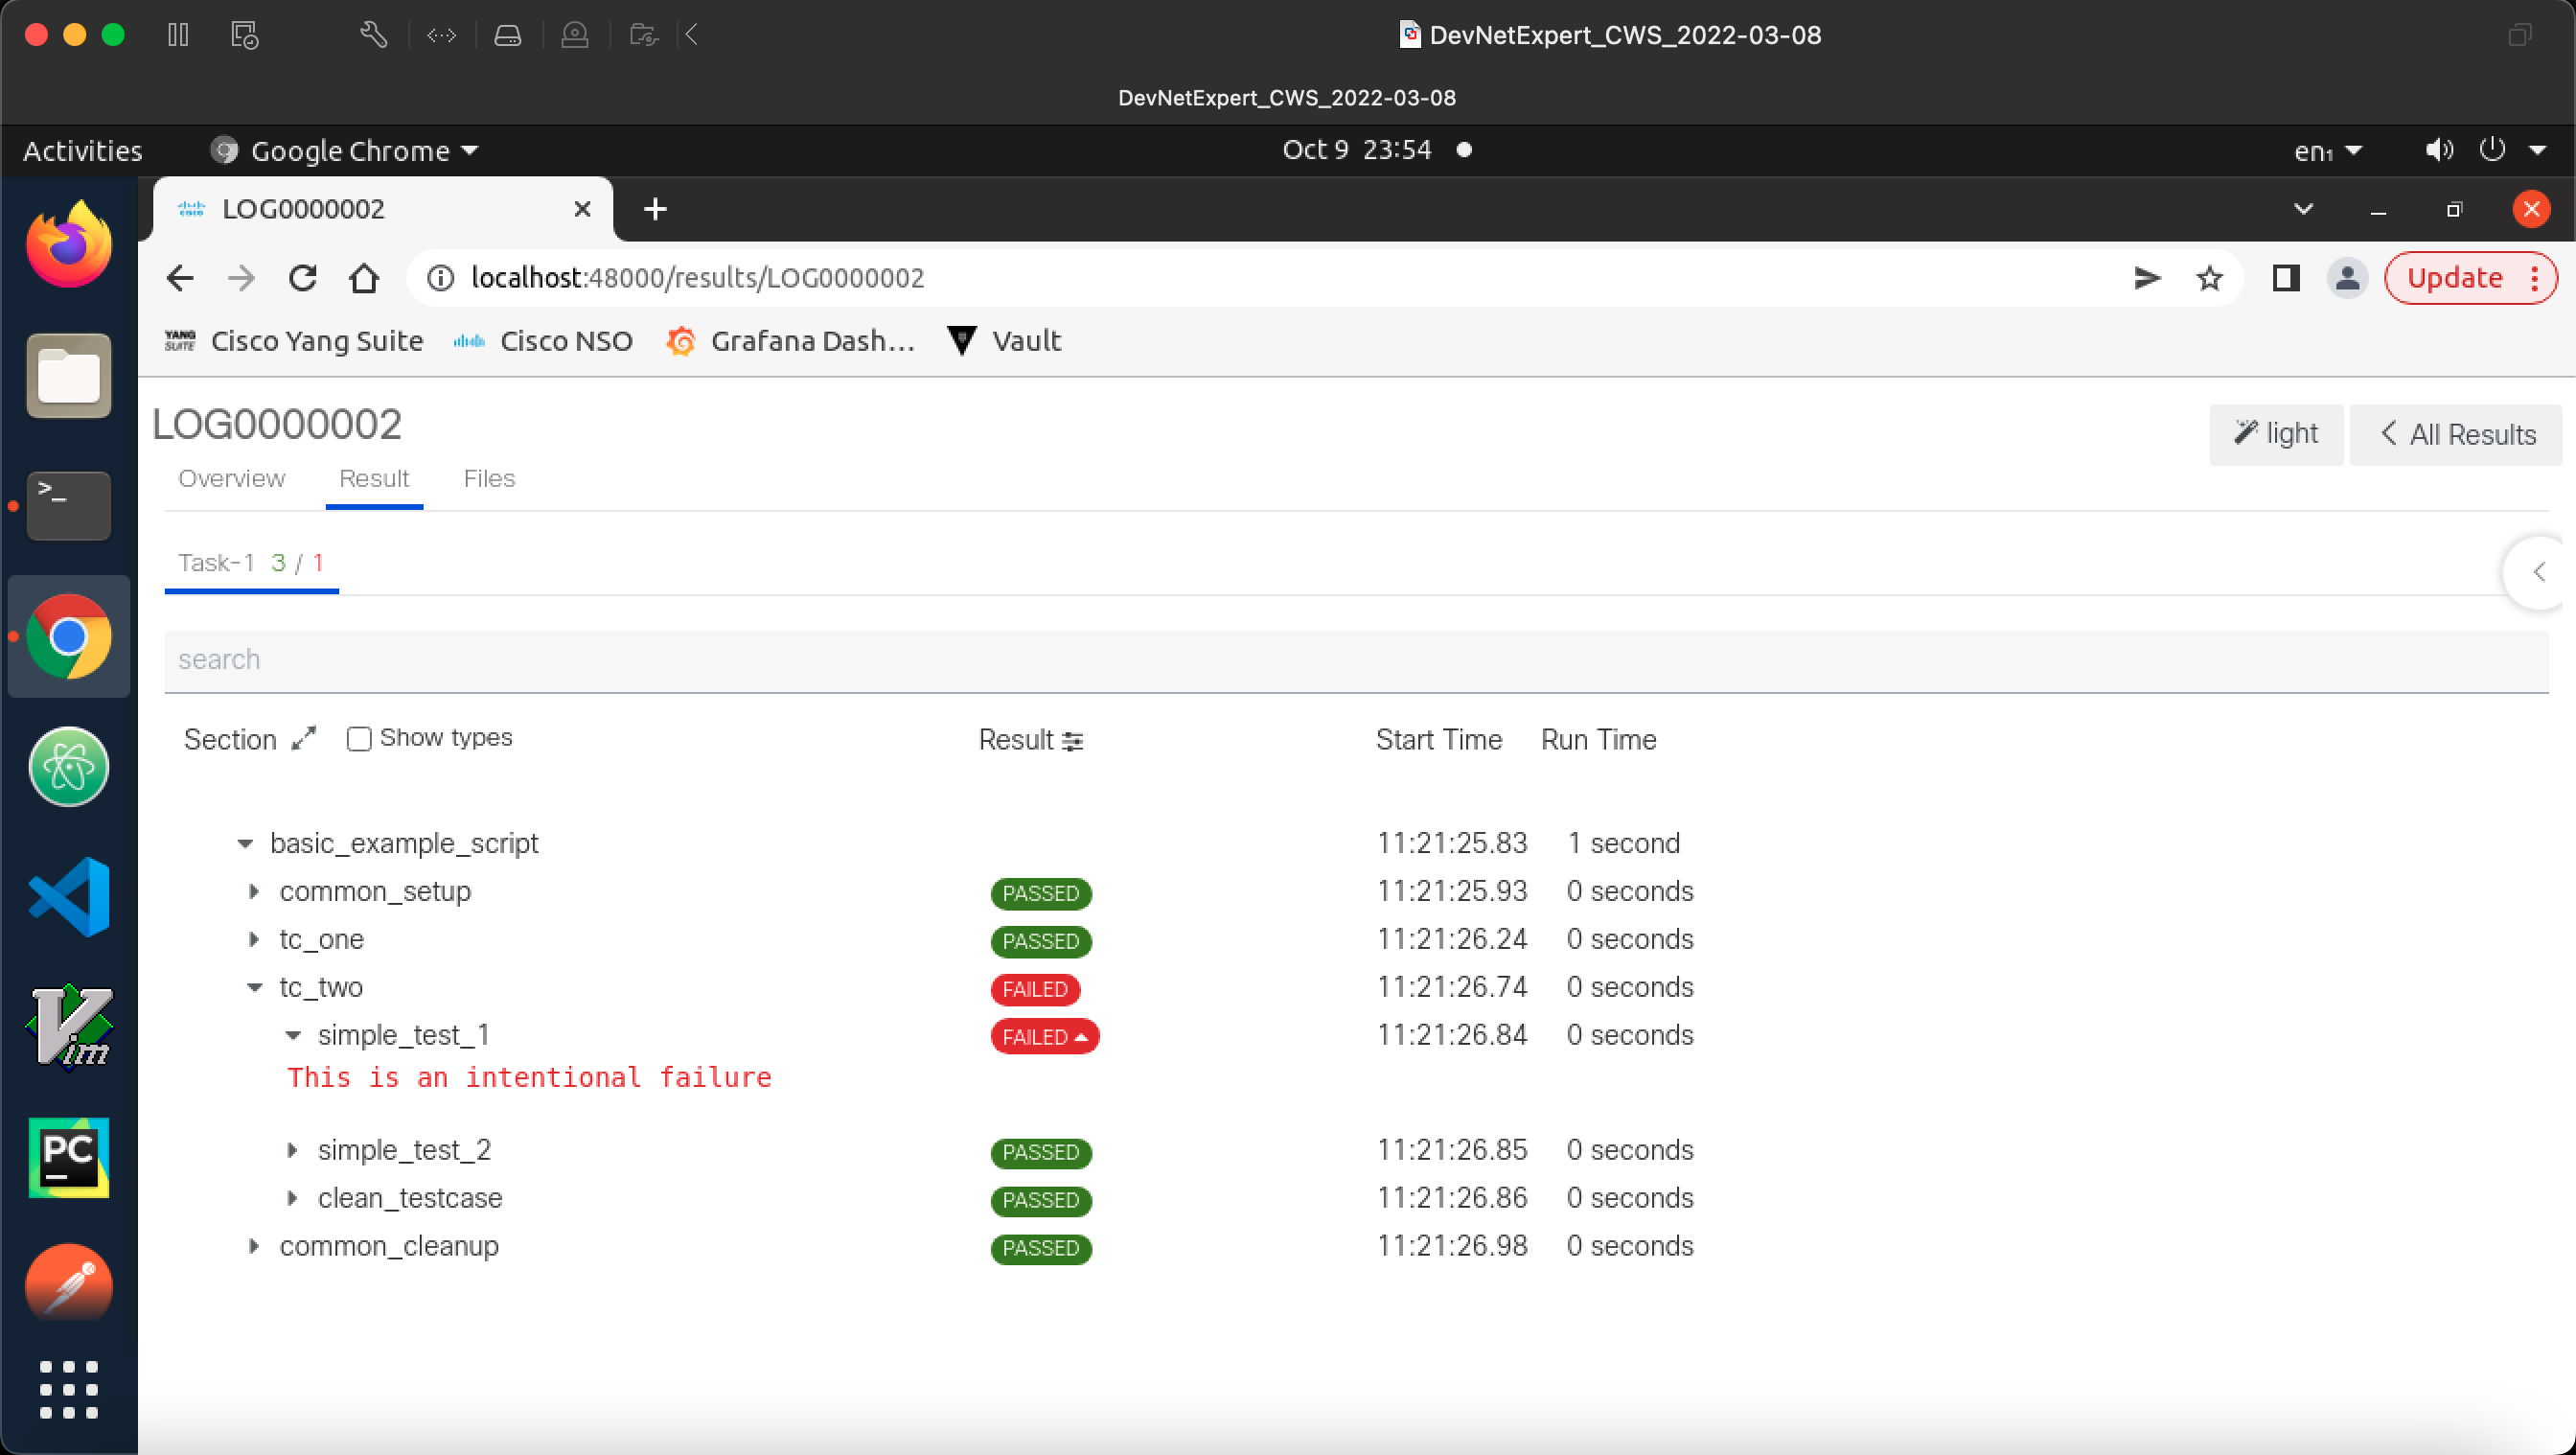 DevNetExpert_CWS_2022-03-08
DevNetExpert_CWS_2022-03-08
Activities Google Chrome Oct 9 23:54 en₁
CISCO LOG0000002
localhost:48000/results/LOG0000002 Update
YANG SUITE Cisco Yang Suite Cisco NSO Grafana Dash... Vault
LOG0000002 light All Results
Overview Result Files
Task-1 3 / 1
search
Section Show types Result Start Time Run Time
basic_example_script 11:21:25.83 1 second
common_setup PASSED 11:21:25.93 0 seconds
tc_one PASSED 11:21:26.24 0 seconds
tc_two FAILED 11:21:26.74 0 seconds
simple_test_1 FAILED 11:21:26.84 0 seconds
This is an intentional failure
simple_test_2 PASSED 11:21:26.85 0 seconds
clean_testcase PASSED 11:21:26.86 0 seconds
common_cleanup PASSED 11:21:26.98 0 seconds
>_
Vim
PC